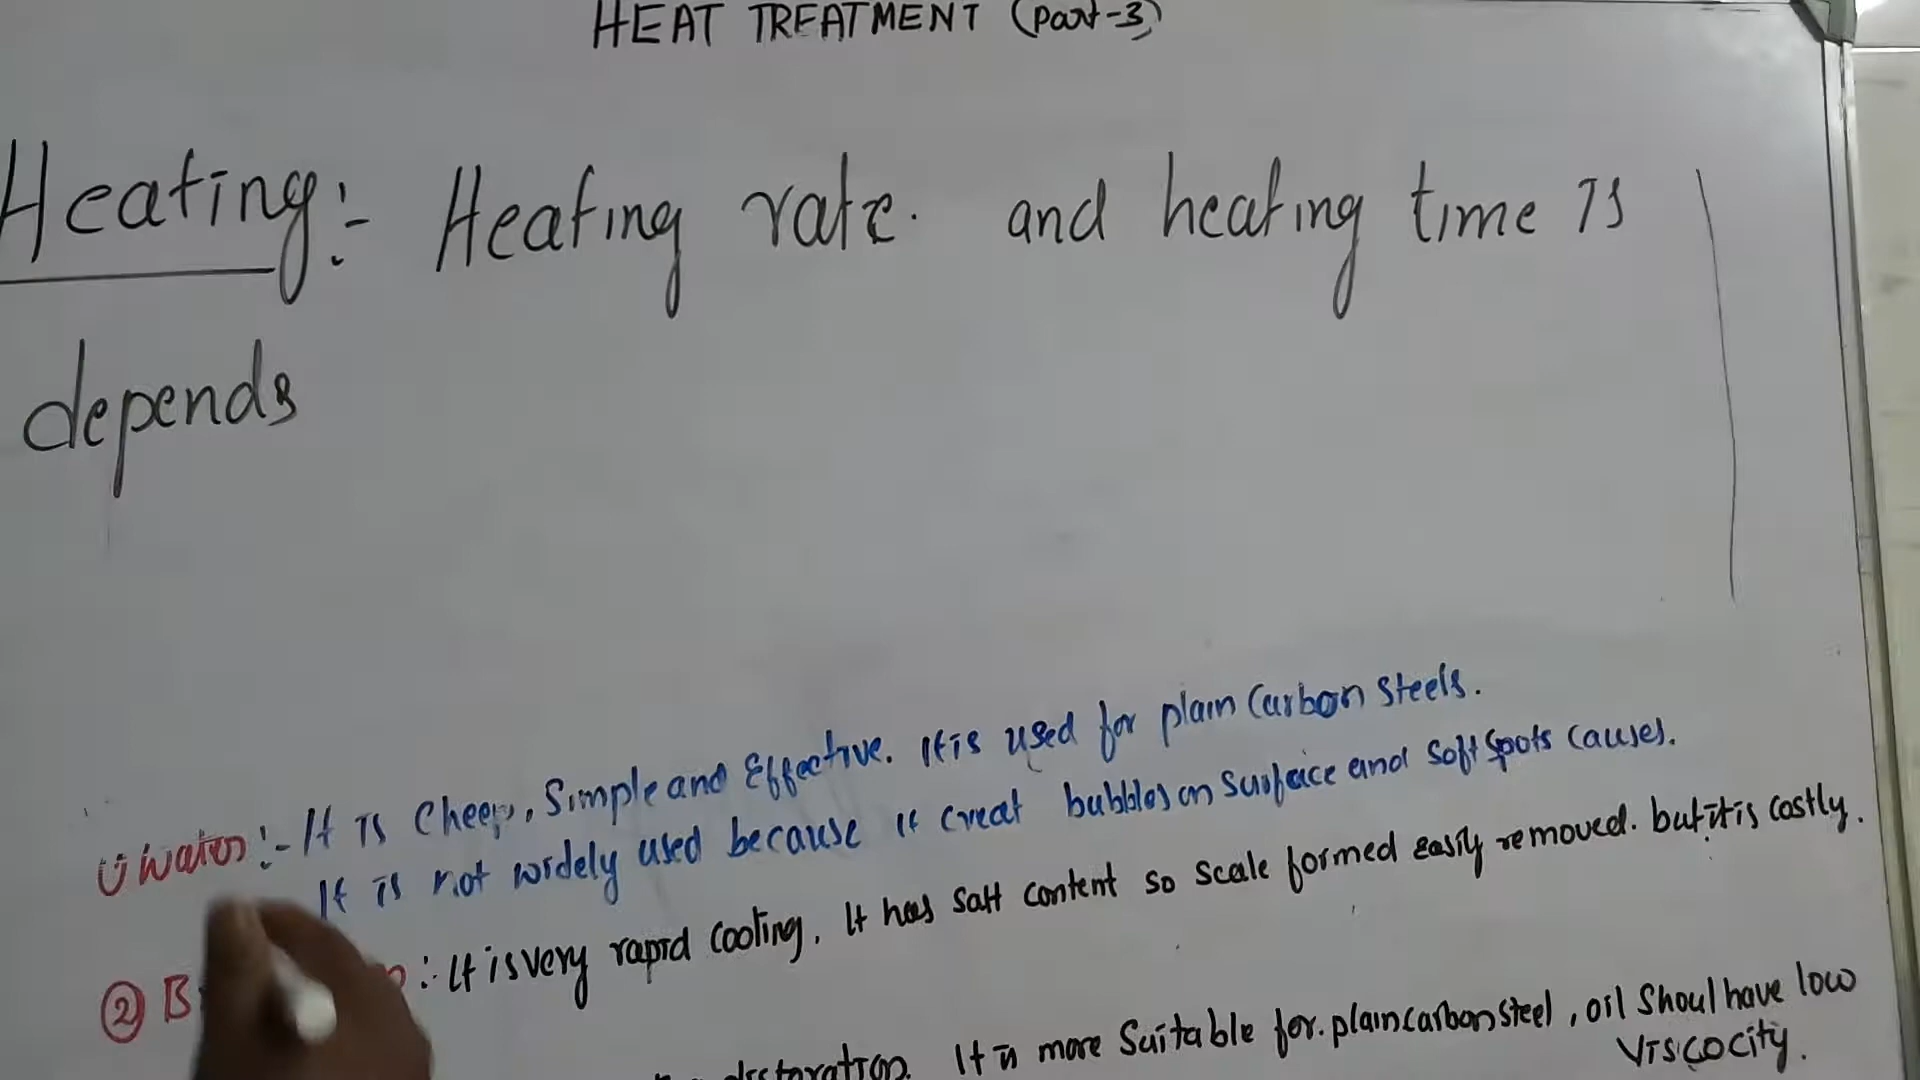 HEAT TREATMENT (part-3)
Heating:- Heating rate. and heating time is
depends
(1) water:- It is Cheep, Simple and Effective. It is used for plain Carbon Steels.
It is not widely used because it creat bubbles on surface and soft spots causes.
② B :- It is very rapid cooling. It has salt content so scale formed easily removed. but it is costly.
It is more Suitable for. plain carbon steel, oil Shoul have low
Viscocity.